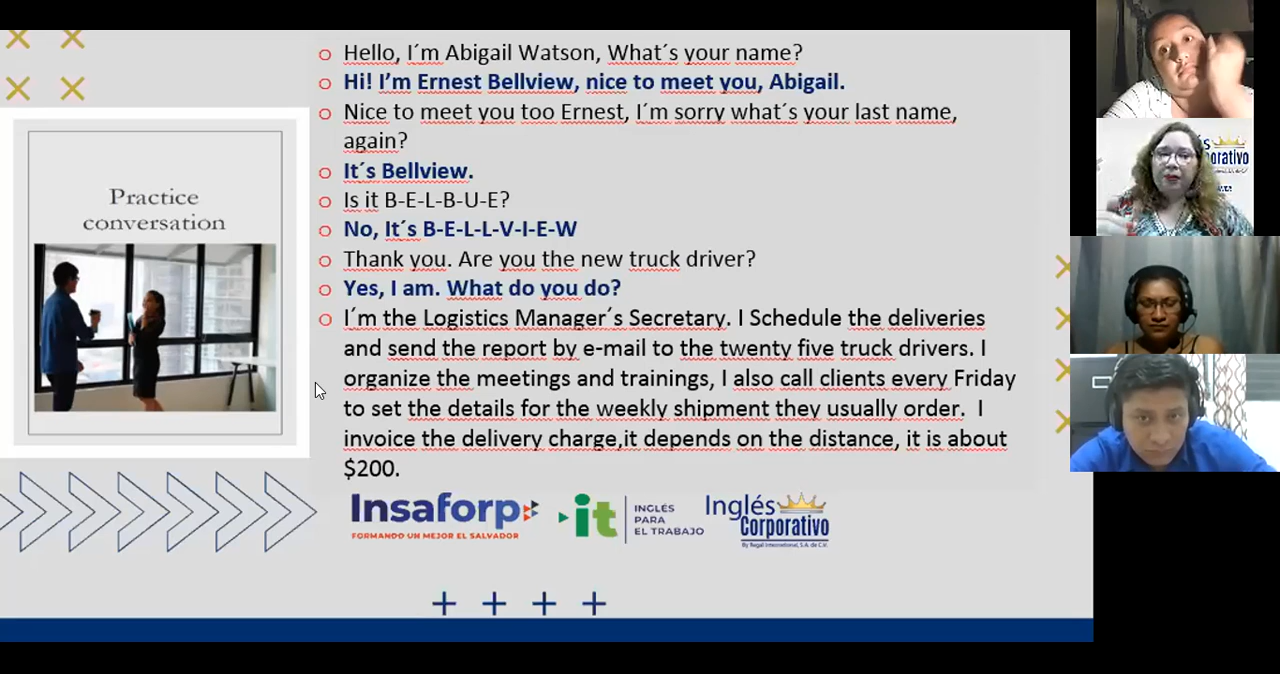 Hello, I´m Abigail Watson, What´s your name?
Hi! I’m Ernest Bellview, nice to meet you, Abigail.
Nice to meet you too Ernest, I´m sorry what´s your last name,
again?
It´s Bellview.
Is it B-E-L-B-U-E?
No, It´s B-E-L-L-V-I-E-W
Thank you. Are you the new truck driver?
Yes, I am. What do you do?
I´m the Logistics Manager´s Secretary. I Schedule the deliveries
and send the report by e-mail to the twenty five truck drivers. I
organize the meetings and trainings, I also call clients every Friday
to set the details for the weekly shipment they usually order. I
invoice the delivery charge,it depends on the distance, it is about
$200.
Practice
conversation
Insaforp
FORMANDO UN MEJOR EL SALVADOR
it
INGLÉS
PARA
EL TRABAJO
Inglés
Corporativo
By Regal International, S.A. de C.V.